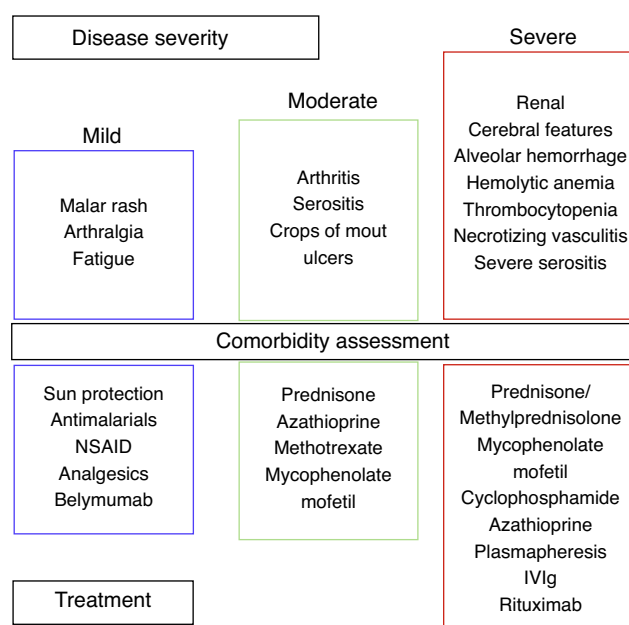 Disease severity
Mild
Malar rash
Arthralgia
Fatigue
Moderate
Arthritis
Serositis
Crops of mout
ulcers
Severe
Renal
Cerebral features
Alveolar hemorrhage
Hemolytic anemia
Thrombocytopenia
Necrotizing vasculitis
Severe serositis
Comorbidity assessment
Sun protection
Antimalarials
NSAID
Analgesics
Belymumab
Prednisone
Azathioprine
Methotrexate
Mycophenolate
mofetil
Prednisone/
Methylprednisolone
Mycophenolate
mofetil
Cyclophosphamide
Azathioprine
Plasmapheresis
IVIg
Rituximab
Treatment